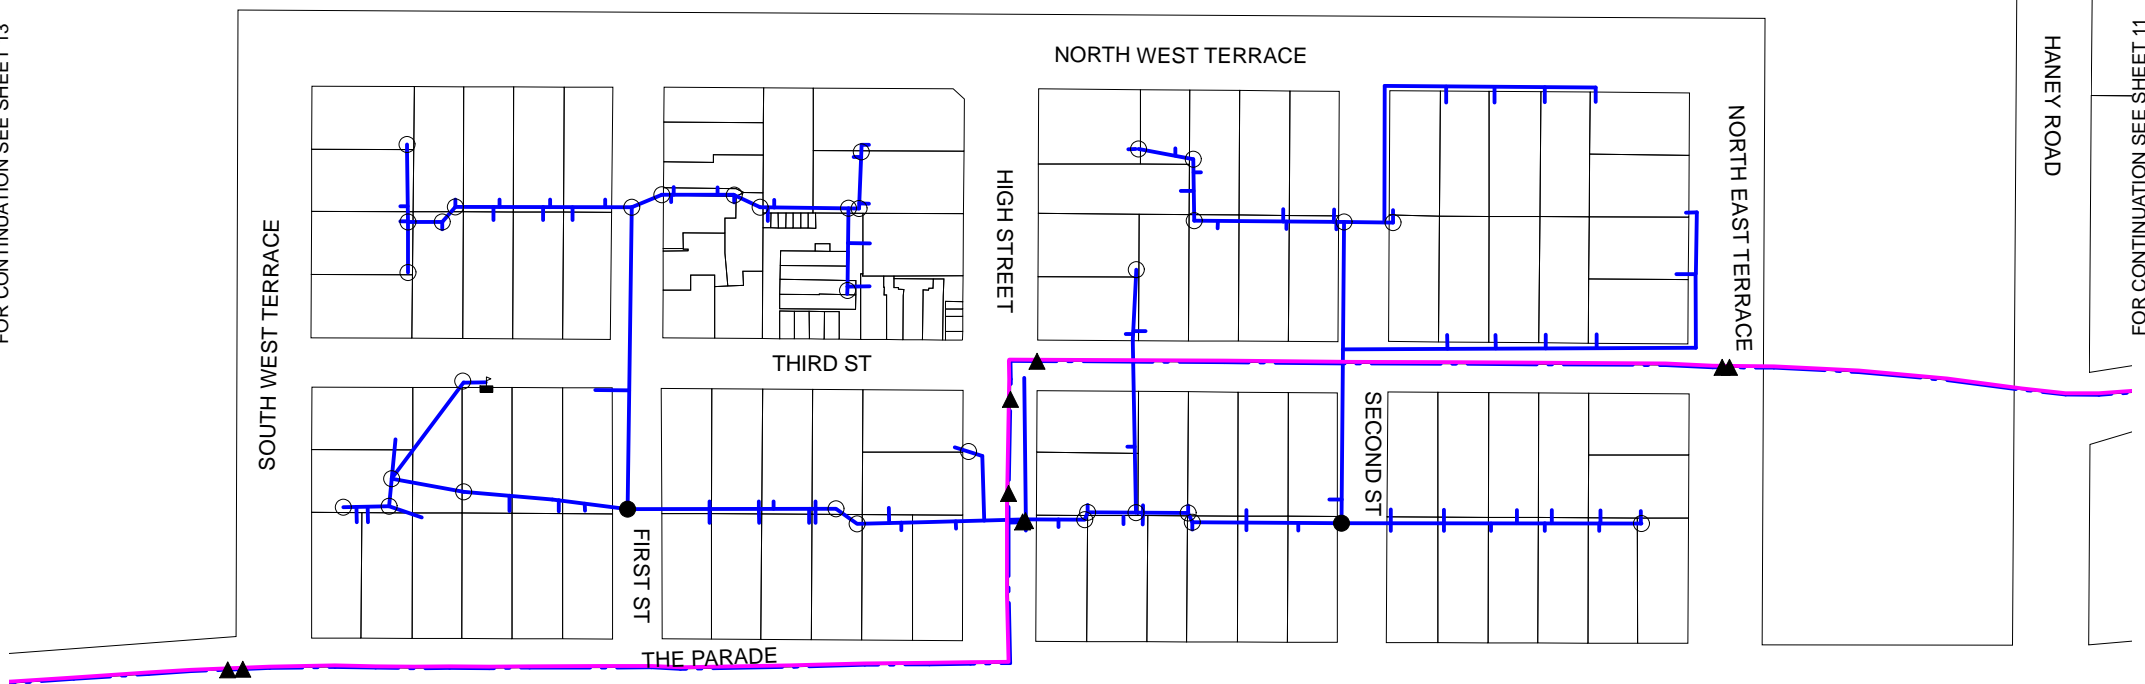 FOR CONTINUATION SEE SHEET 13
NORTH WEST TERRACE
HANEY ROAD
FOR CONTINUATION SEE SHEET 11
NORTH EAST TERRACE
HIGH STREET
SOUTH WEST TERRACE
THIRD ST
SECOND ST
FIRST ST
THE PARADE